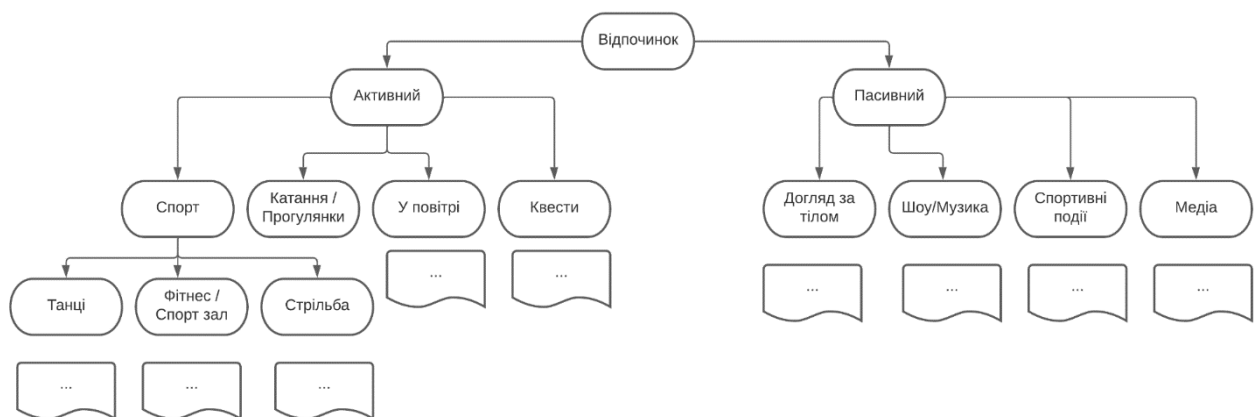 Відпочинок
Активний
Пасивний
Спорт
Катання /
Прогулянки
У повітрі
Квести
Догляд за
тілом
Шоу/Музика
Спортивні
події
Медіа
...
...
...
...
...
...
Танці
Фітнес /
Спорт зал
Стрільба
...
...
...